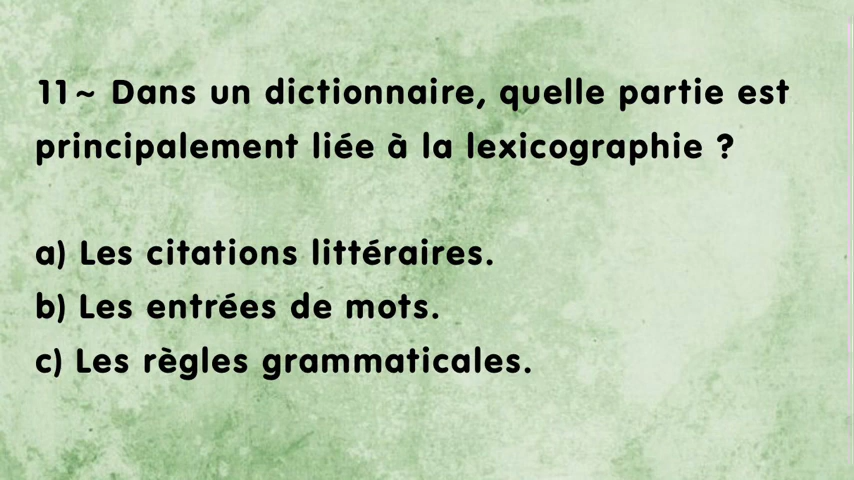 11~ Dans un dictionnaire, quelle partie est
principalement liée à la lexicographie ?
a) Les citations littéraires.
b) Les entrées de mots.
c) Les règles grammaticales.